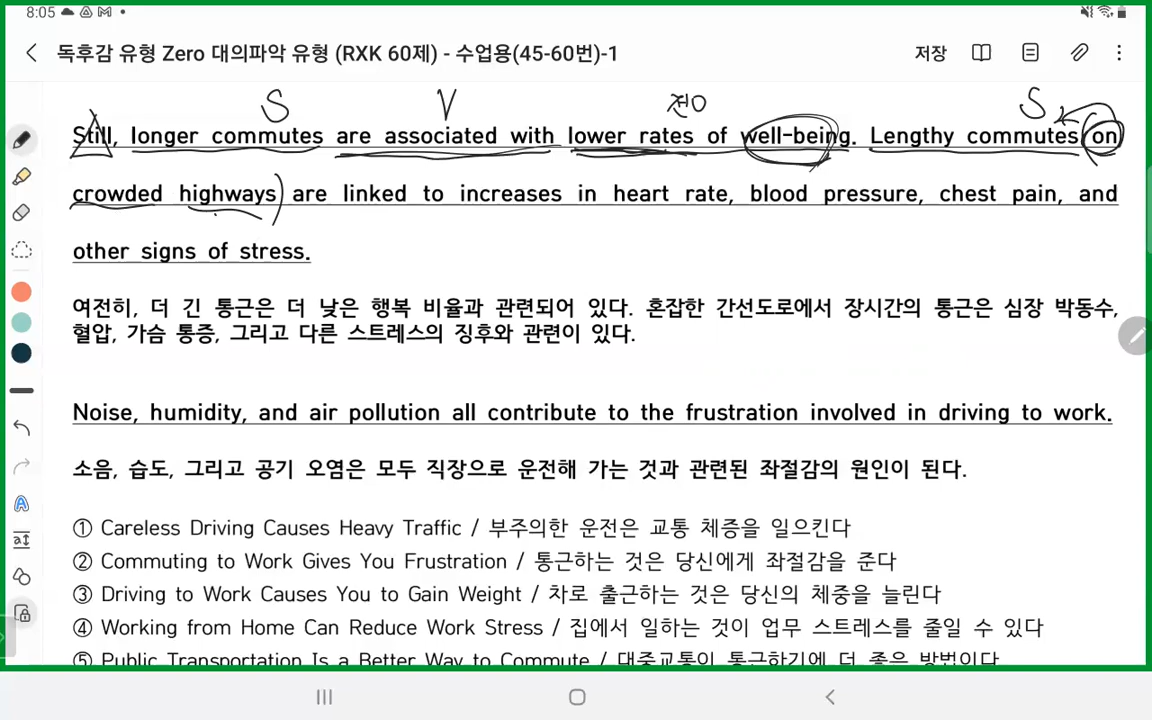 8:05
독후감 유형 Zero 대의파악 유형 (RXK 60제) - 수업용(45-60번)-1
저장
S V 전O S
Still, longer commutes are associated with lower rates of well-being. Lengthy commutes (on
crowded highways) are linked to increases in heart rate, blood pressure, chest pain, and
other signs of stress.
여전히, 더 긴 통근은 더 낮은 행복 비율과 관련되어 있다. 혼잡한 간선도로에서 장시간의 통근은 심장 박동수,
혈압, 가슴 통증, 그리고 다른 스트레스의 징후와 관련이 있다.
Noise, humidity, and air pollution all contribute to the frustration involved in driving to work.
소음, 습도, 그리고 공기 오염은 모두 직장으로 운전해 가는 것과 관련된 좌절감의 원인이 된다.
① Careless Driving Causes Heavy Traffic / 부주의한 운전은 교통 체증을 일으킨다
② Commuting to Work Gives You Frustration / 통근하는 것은 당신에게 좌절감을 준다
③ Driving to Work Causes You to Gain Weight / 차로 출근하는 것은 당신의 체중을 늘린다
④ Working from Home Can Reduce Work Stress / 집에서 일하는 것이 업무 스트레스를 줄일 수 있다
⑤ Public Transportation Is a Better Way to Commute / 대중교통이 통근하기에 더 좋은 방법이다